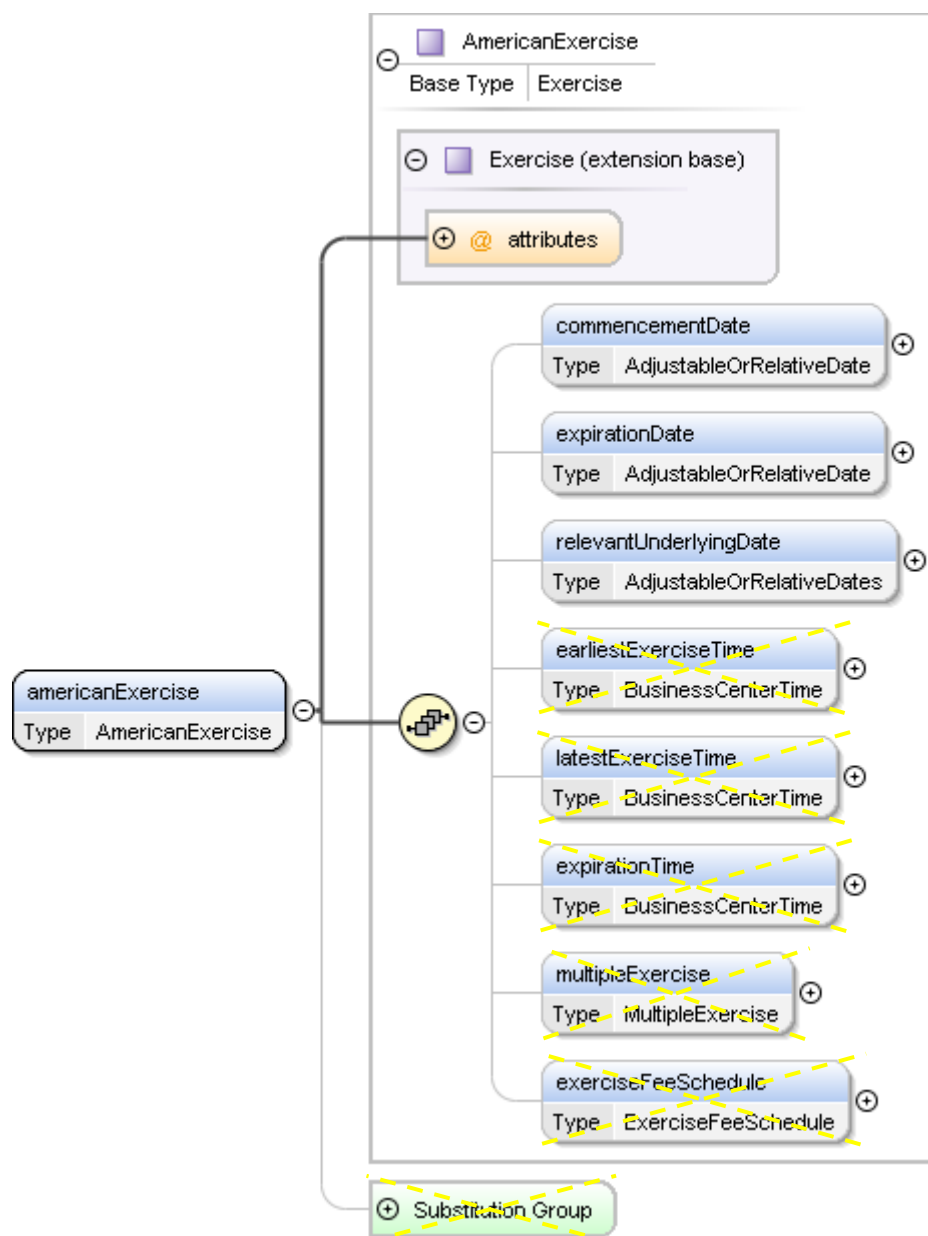 AmericanExercise
Base Type Exercise
Exercise (extension base)
@ attributes
commencementDate
Type AdjustableOrRelativeDate
expirationDate
Type AdjustableOrRelativeDate
relevantUnderlyingDate
Type AdjustableOrRelativeDates
earliestExerciseTime
Type BusinessCenterTime
americanExercise
Type AmericanExercise
latestExerciseTime
Type BusinessCenterTime
expirationTime
Type BusinessCenterTime
multipleExercise
Type MultipleExercise
exerciseFeeSchedule
Type ExerciseFeeSchedule
Substitution Group